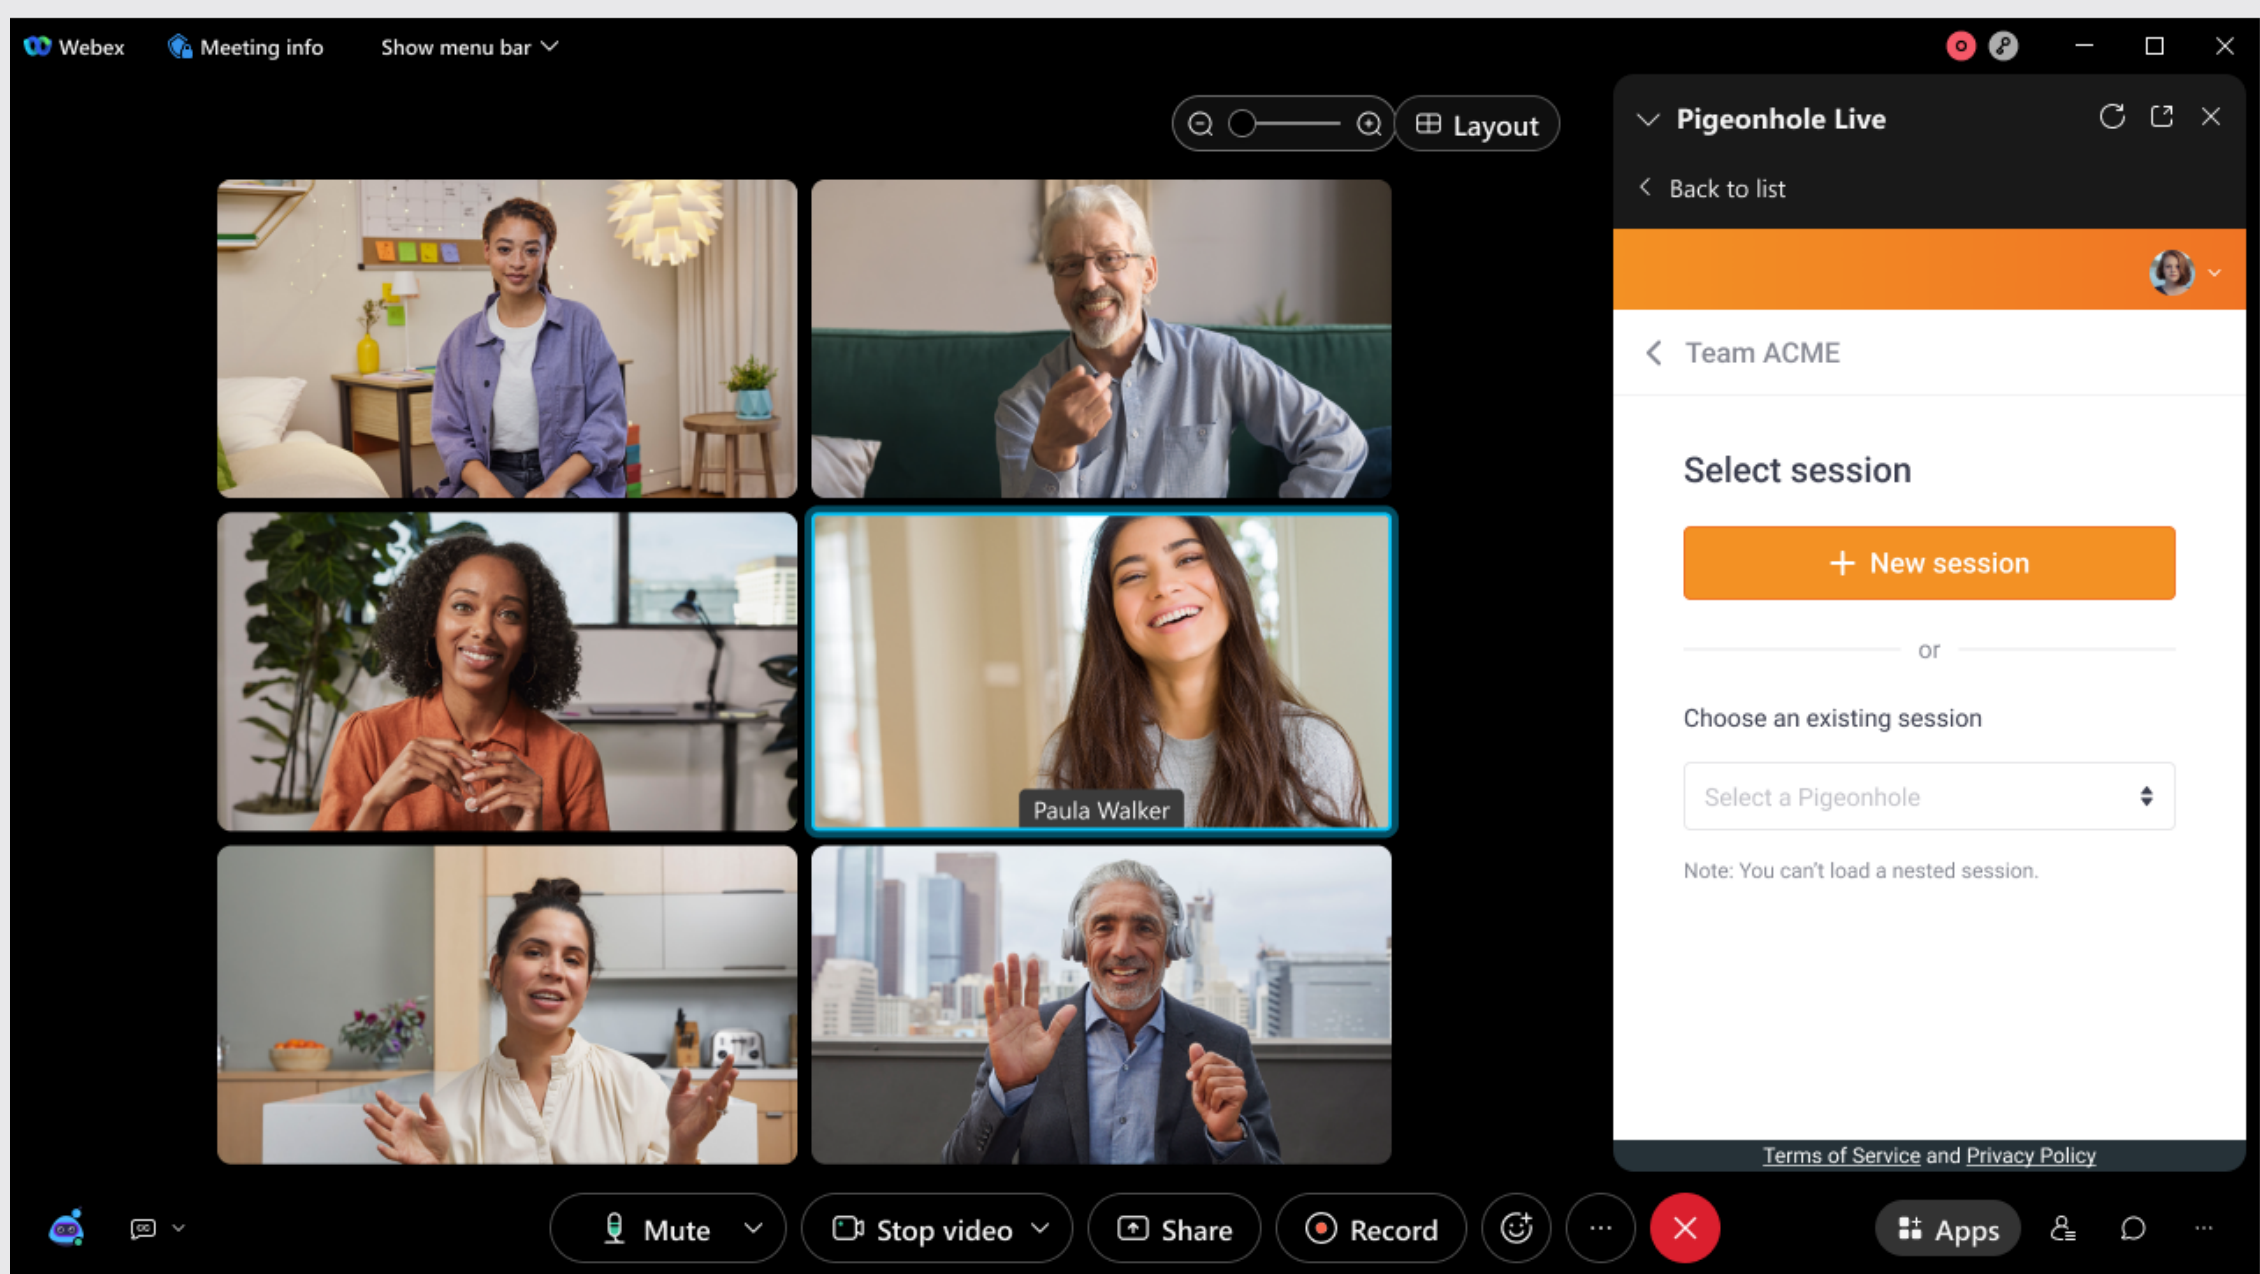 Webex
Meeting info
Show menu bar
Layout
Pigeonhole Live
Back to list
Team ACME
Select session
+ New session
or
Choose an existing session
Select a Pigeonhole
Note: You can't load a nested session.
Paula Walker
Terms of Service and Privacy Policy
Mute
Stop video
Share
Record
Apps